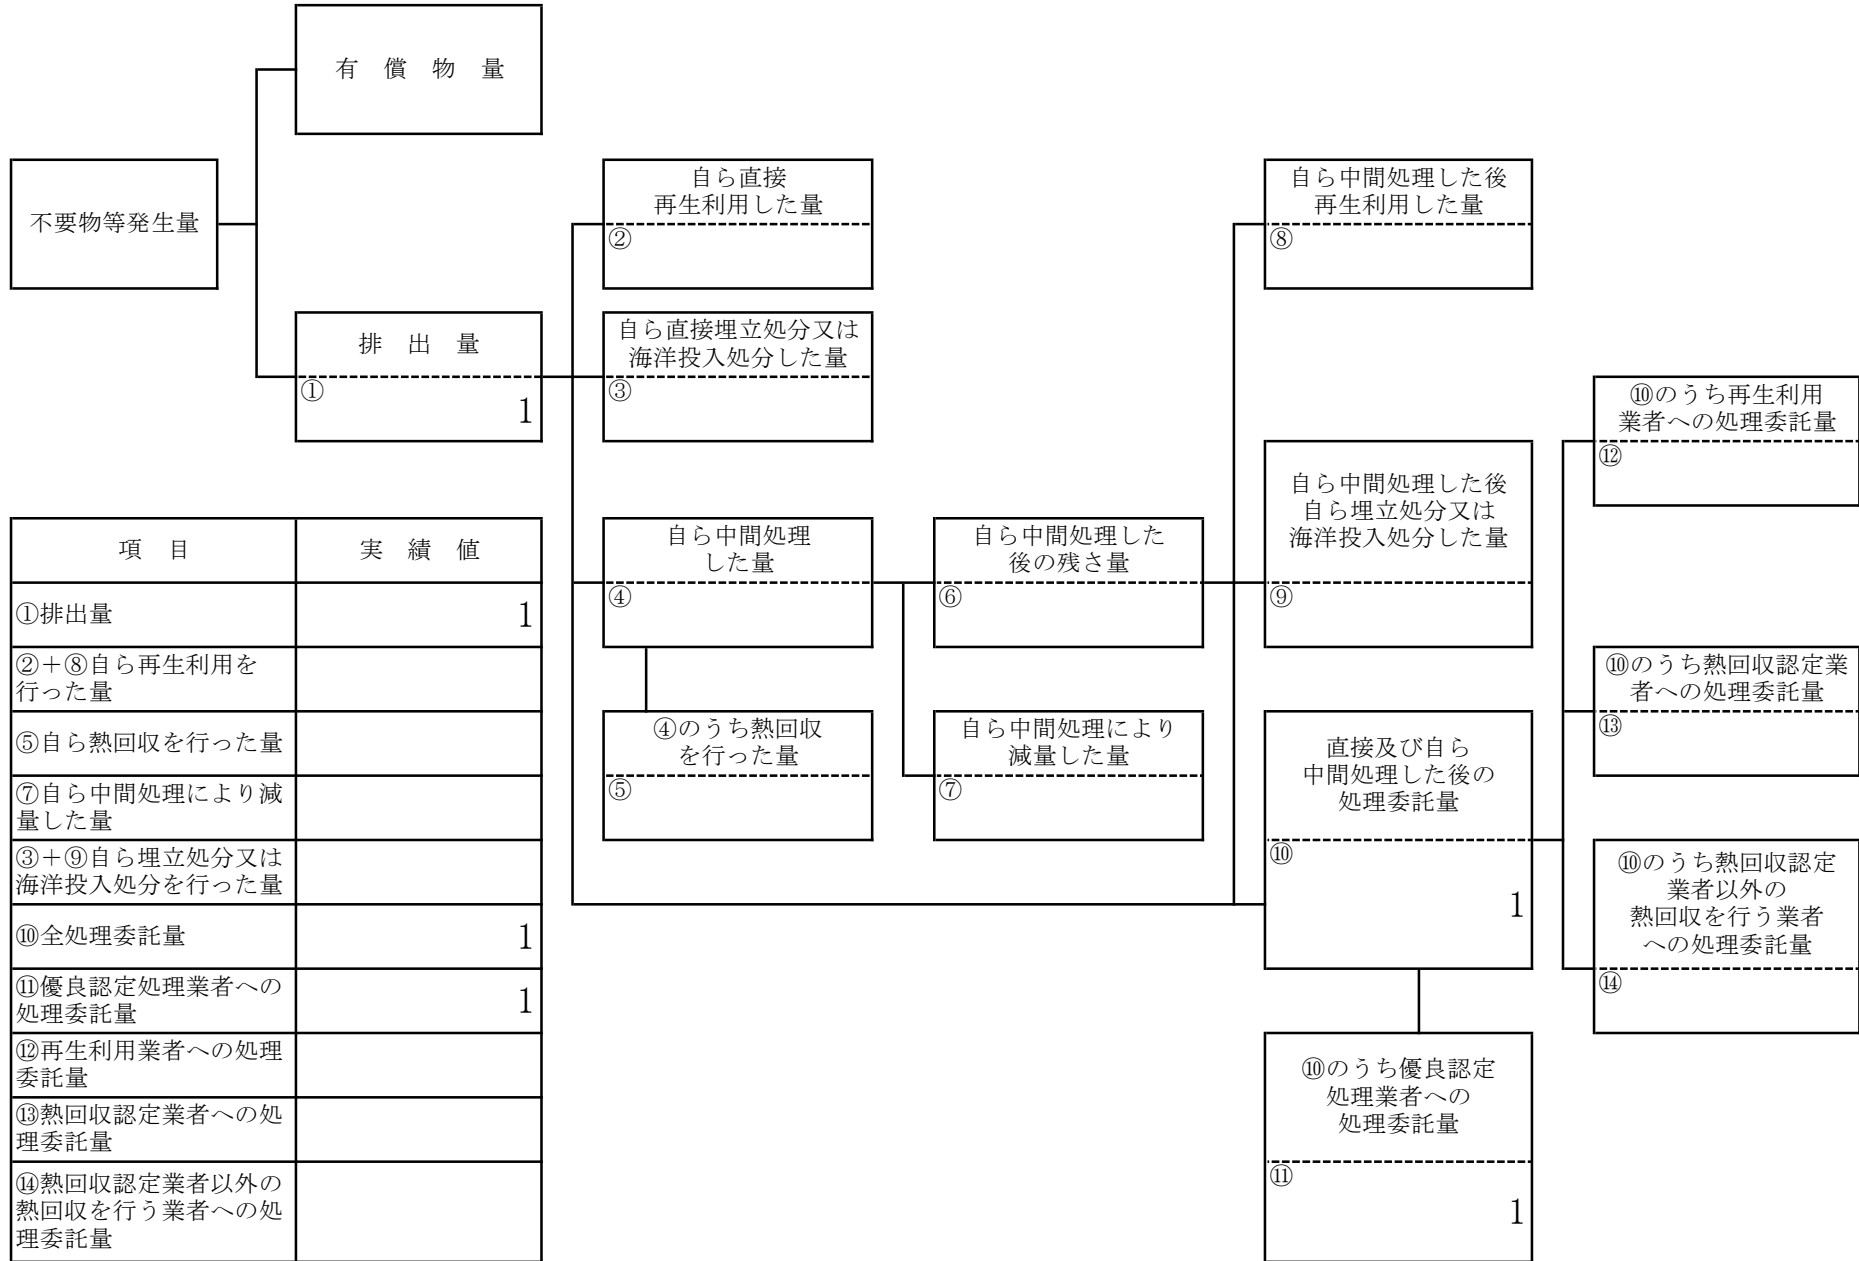 有　償　物　量
不要物等発生量
排　出　量
①
1
自ら直接
再生利用した量
②
自ら直接埋立処分又は
海洋投入処分した量
③
自ら中間処理
した量
④
④のうち熱回収
を行った量
⑤
自ら中間処理した
後の残さ量
⑥
自ら中間処理により
減量した量
⑦
自ら中間処理した後
再生利用した量
⑧
自ら中間処理した後
自ら埋立処分又は
海洋投入処分した量
⑨
直接及び自ら
中間処理した後の
処理委託量
⑩
1
⑩のうち優良認定
処理業者への
処理委託量
⑪
1
⑩のうち再生利用
業者への処理委託量
⑫
⑩のうち熱回収認定業
者への処理委託量
⑬
⑩のうち熱回収認定
業者以外の
熱回収を行う業者
への処理委託量
⑭
項　目　実　績　値
①排出量　1
②＋⑧自ら再生利用を
行った量
⑤自ら熱回収を行った量
⑦自ら中間処理により減
量した量
③＋⑨自ら埋立処分又は
海洋投入処分を行った量
⑩全処理委託量　1
⑪優良認定処理業者への
処理委託量　1
⑫再生利用業者への処理
委託量
⑬熱回収認定業者への処
理委託量
⑭熱回収認定業者以外の
熱回収を行う業者への処
理委託量